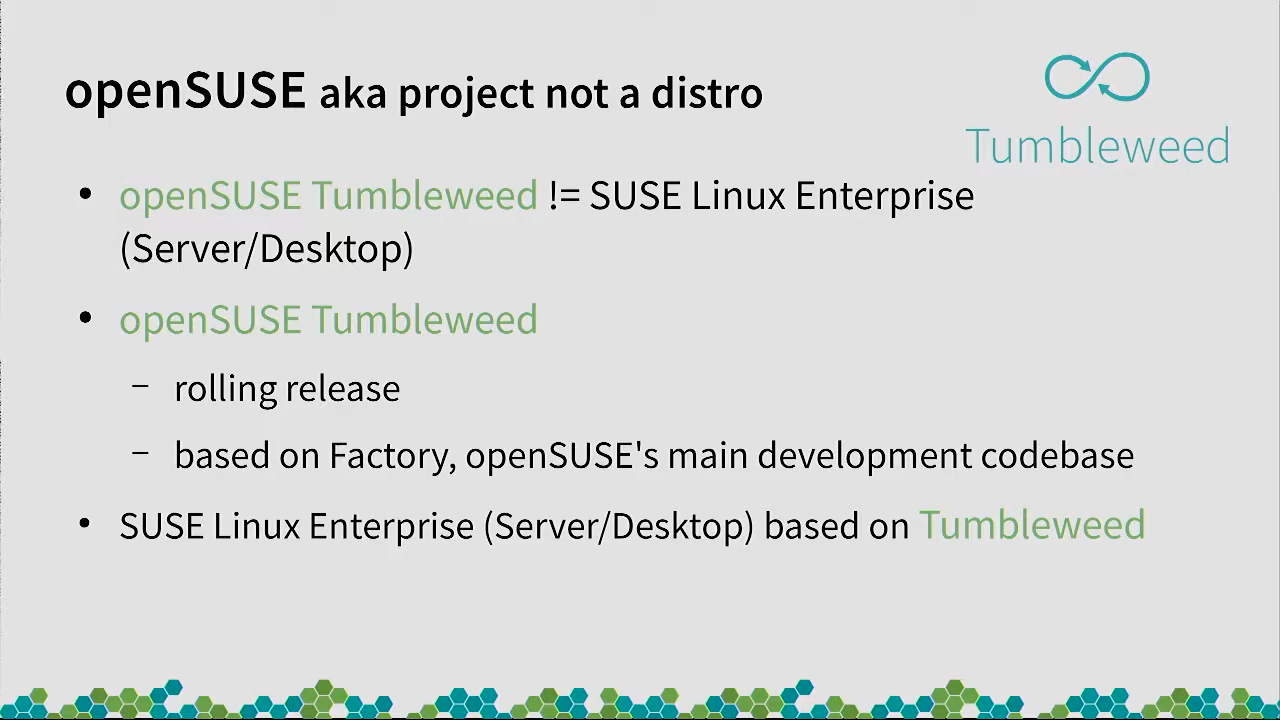 openSUSE aka project not a distro
Tumbleweed
• openSUSE Tumbleweed != SUSE Linux Enterprise
(Server/Desktop)
• openSUSE Tumbleweed
– rolling release
– based on Factory, openSUSE's main development codebase
• SUSE Linux Enterprise (Server/Desktop) based on Tumbleweed